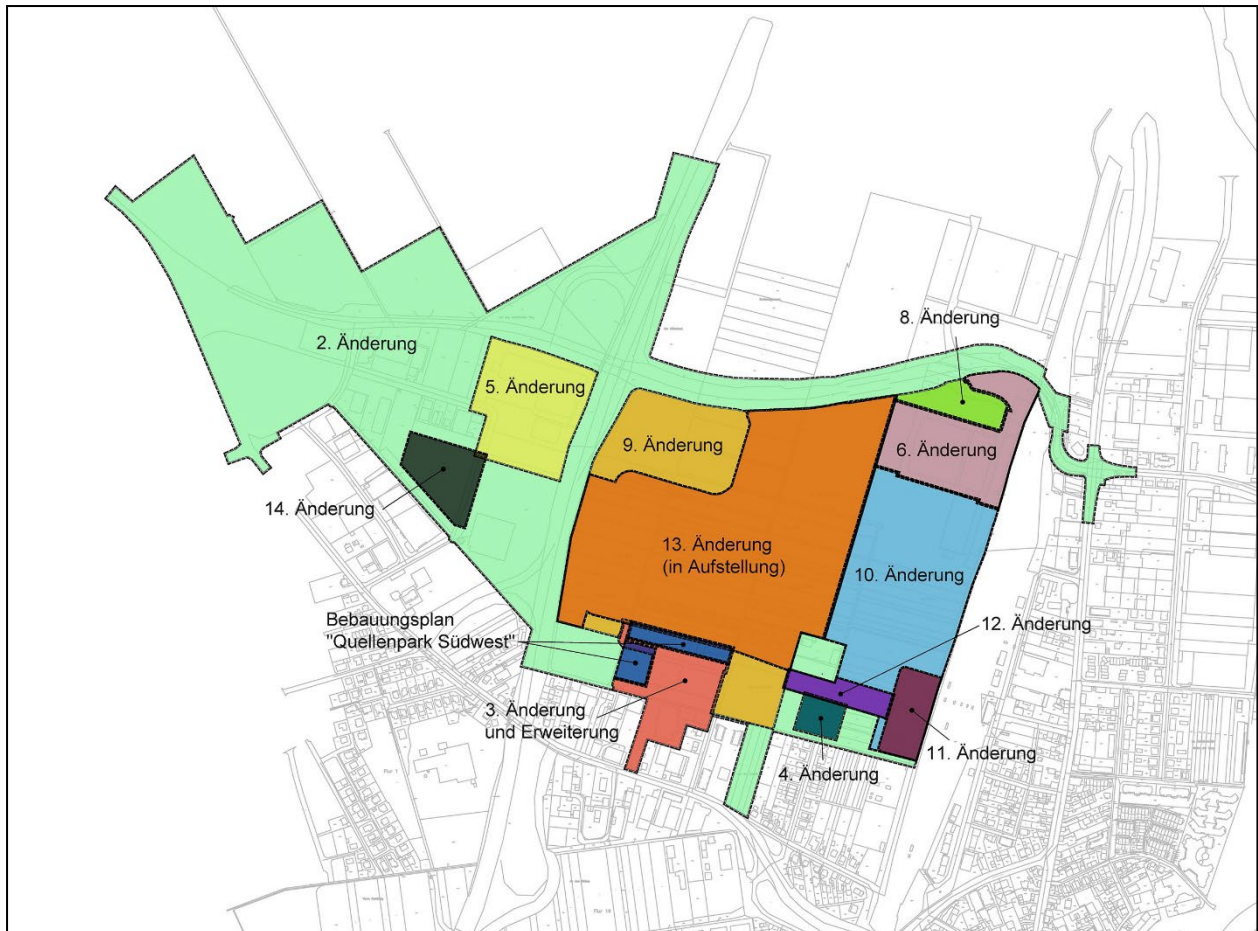 8. Änderung
2. Änderung
5. Änderung
9. Änderung
6. Änderung
14. Änderung
13. Änderung
(in Aufstellung)
10. Änderung
Bebauungsplan
"Quellenpark Südwest"
12. Änderung
3. Änderung
und Erweiterung
11. Änderung
4. Änderung